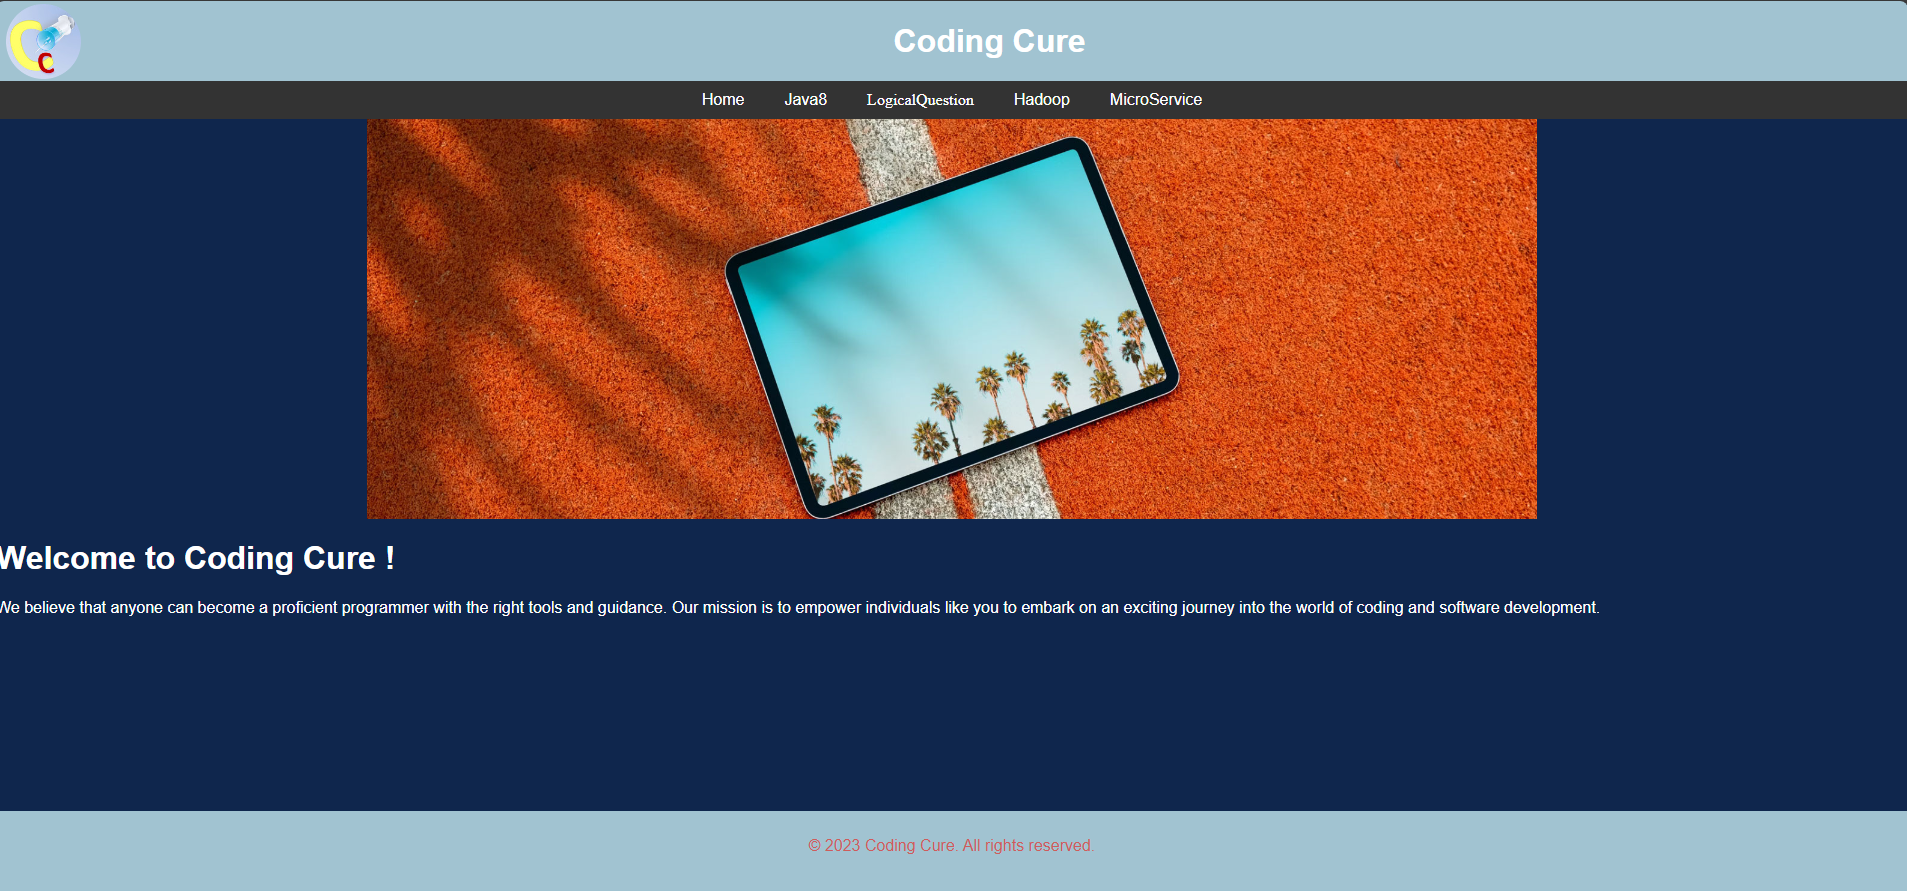 C
c
Coding Cure
Home Java8 LogicalQuestion Hadoop MicroService
Welcome to Coding Cure !
We believe that anyone can become a proficient programmer with the right tools and guidance. Our mission is to empower individuals like you to embark on an exciting journey into the world of coding and software development.
© 2023 Coding Cure. All rights reserved.